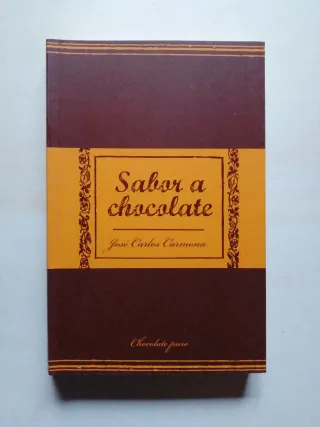 Sabor a
chocolate
José Carlos Carmona
Chocolate puro